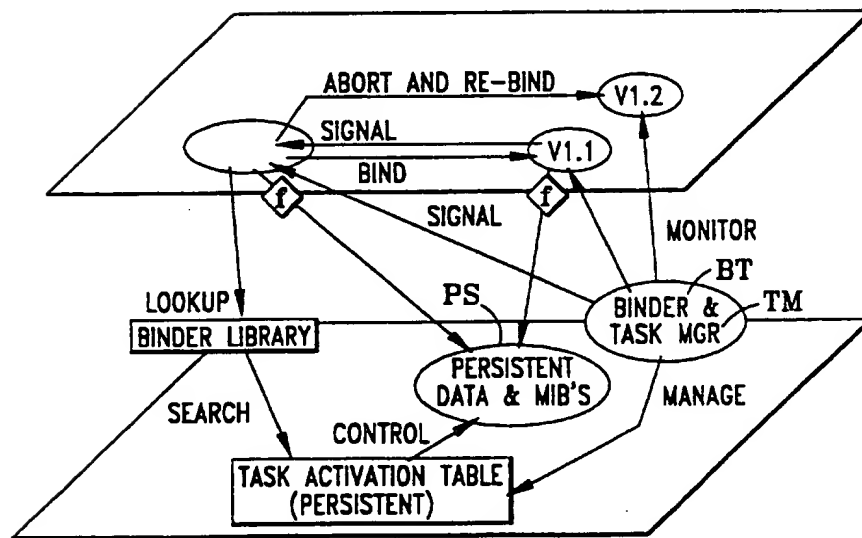 ABORT AND RE-BIND
V1.2
SIGNAL
V1.1
BIND
f
f
SIGNAL
MONITOR
BT
LOOKUP
PS
BINDER &
TM
BINDER LIBRARY
TASK MGR
PERSISTENT
DATA & MIB'S
SEARCH
MANAGE
CONTROL
TASK ACTIVATION TABLE
(PERSISTENT)